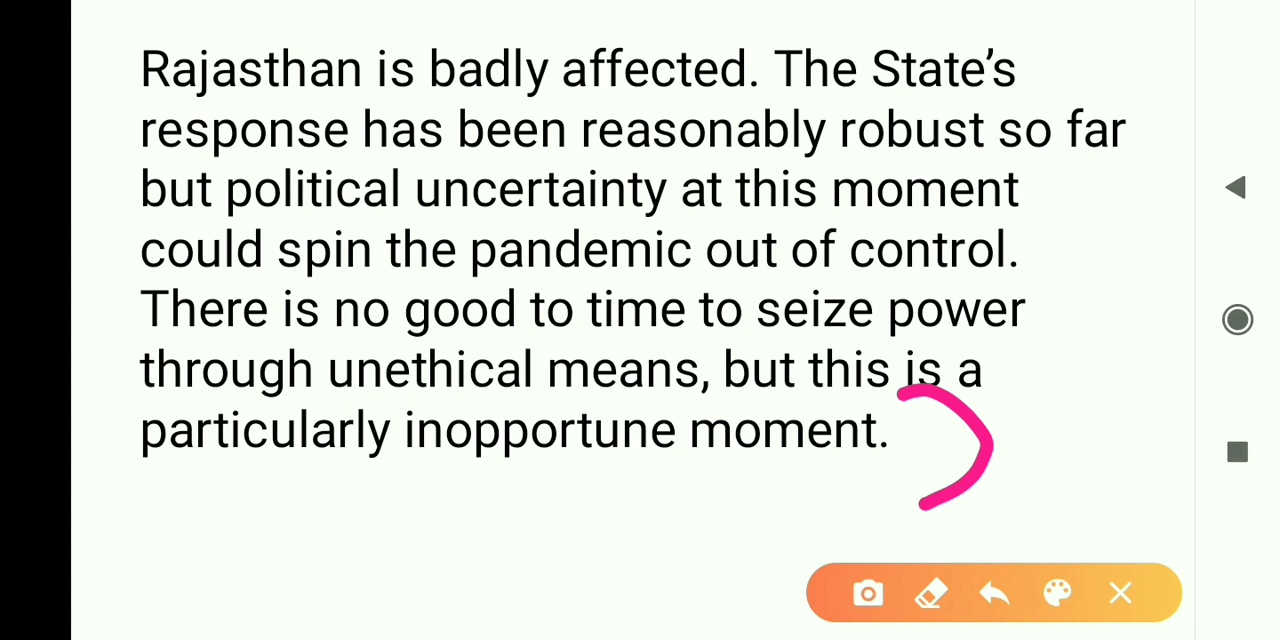 Rajasthan is badly affected. The State’s
response has been reasonably robust so far
but political uncertainty at this moment
could spin the pandemic out of control.
There is no good to time to seize power
through unethical means, but this is a
particularly inopportune moment.